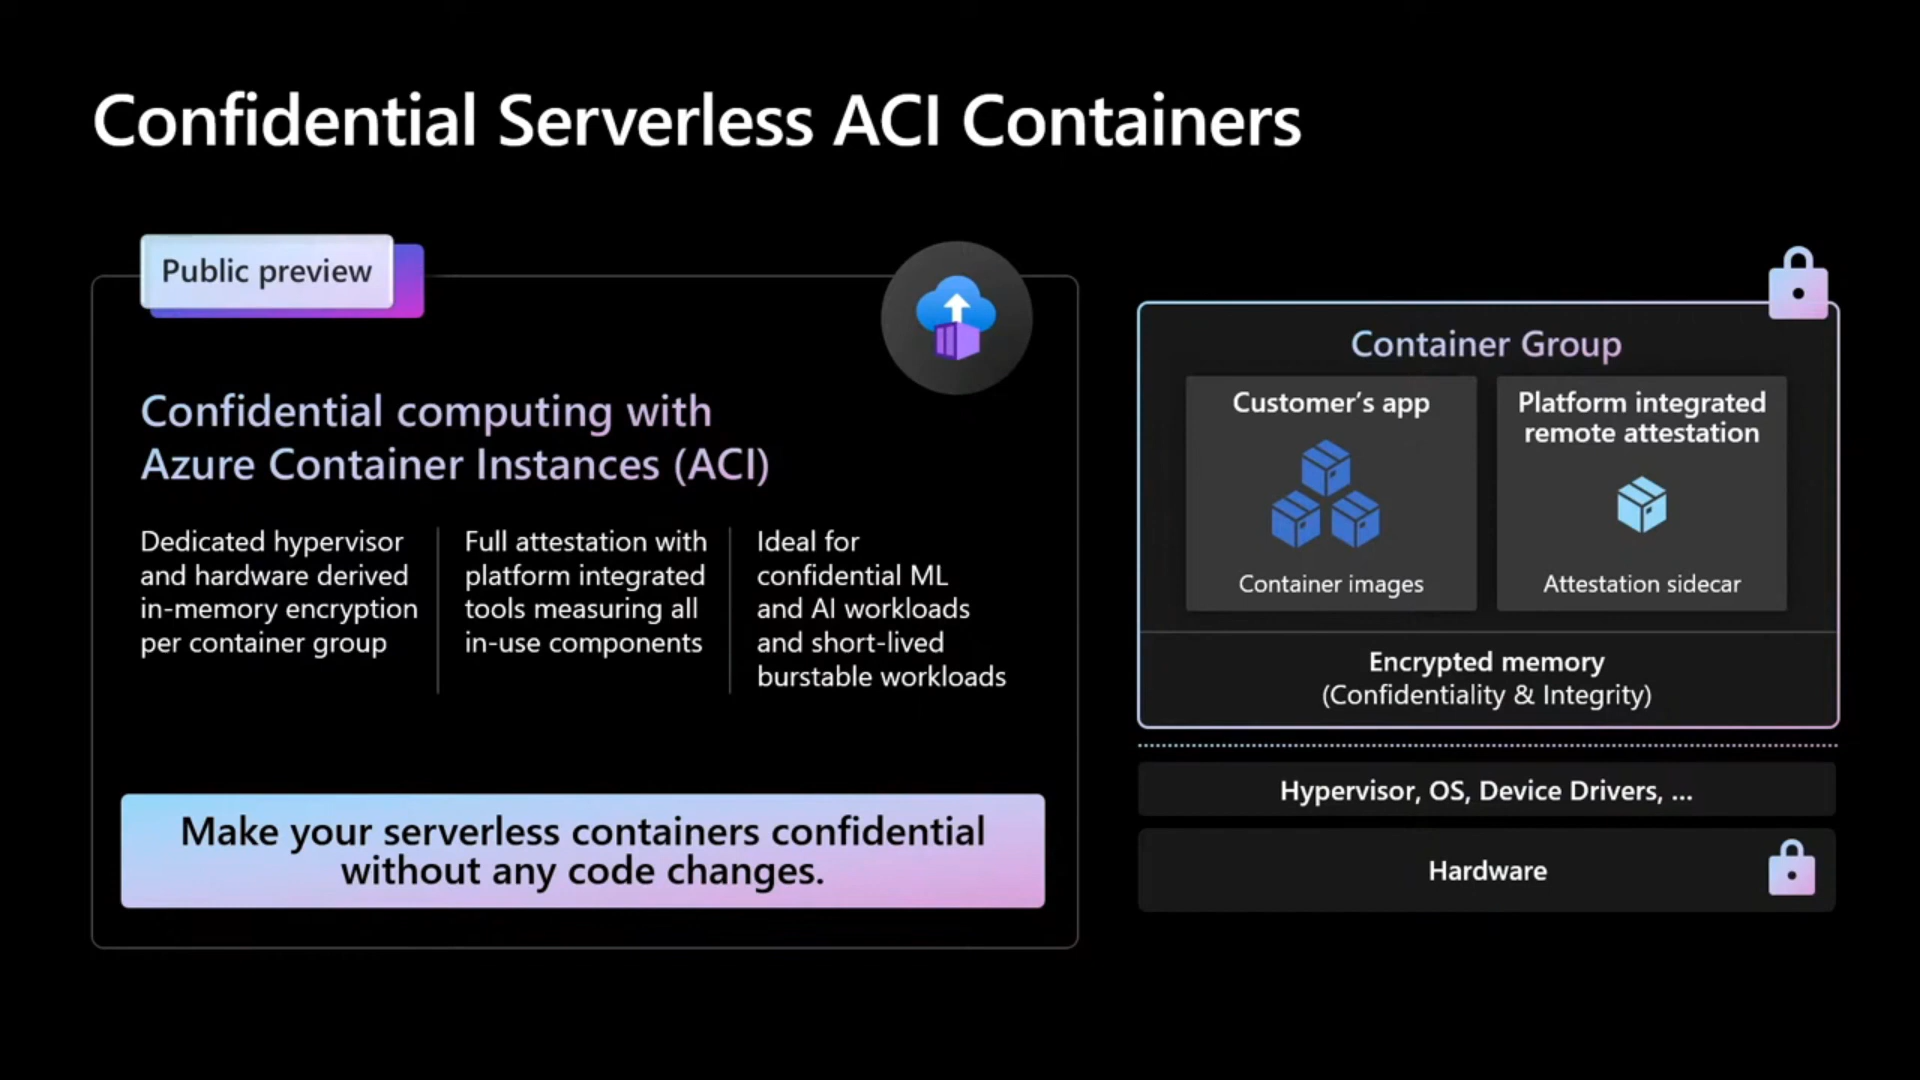 Confidential Serverless ACI Containers
Public preview
Confidential computing with
Azure Container Instances (ACI)
Dedicated hypervisor
and hardware derived
in-memory encryption
per container group
Full attestation with
platform integrated
tools measuring all
in-use components
Ideal for
confidential ML
and AI workloads
and short-lived
burstable workloads
Make your serverless containers confidential
without any code changes.
Container Group
Customer’s app
Container images
Platform integrated
remote attestation
Attestation sidecar
Encrypted memory
(Confidentiality & Integrity)
Hypervisor, OS, Device Drivers, ...
Hardware